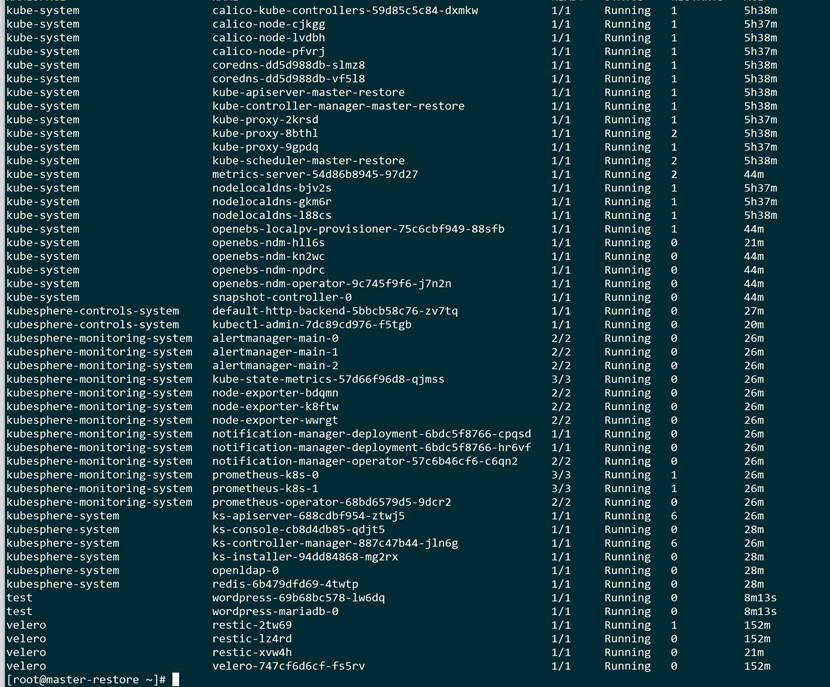 kube-system calico-kube-controllers-59d85c5c84-dxmkw 1/1 Running 1 5h38m
kube-system calico-node-cjkgg 1/1 Running 1 5h37m
kube-system calico-node-lvdbh 1/1 Running 1 5h38m
kube-system calico-node-pfvrj 1/1 Running 1 5h37m
kube-system coredns-dd5d988db-slmz8 1/1 Running 1 5h38m
kube-system coredns-dd5d988db-vf5l8 1/1 Running 1 5h38m
kube-system kube-apiserver-master-restore 1/1 Running 1 5h38m
kube-system kube-controller-manager-master-restore 1/1 Running 1 5h38m
kube-system kube-proxy-2krsd 1/1 Running 1 5h37m
kube-system kube-proxy-8bthl 1/1 Running 2 5h38m
kube-system kube-proxy-9gpdq 1/1 Running 1 5h37m
kube-system kube-scheduler-master-restore 1/1 Running 2 5h38m
kube-system metrics-server-54d86b8945-97d27 1/1 Running 2 44m
kube-system nodelocaldns-bjv2s 1/1 Running 1 5h37m
kube-system nodelocaldns-gkm6r 1/1 Running 1 5h37m
kube-system nodelocaldns-l88cs 1/1 Running 1 5h38m
kube-system openebs-localpv-provisioner-75c6cbf949-88sfb 1/1 Running 1 44m
kube-system openebs-ndm-hll6s 1/1 Running 0 21m
kube-system openebs-ndm-kn2wc 1/1 Running 0 44m
kube-system openebs-ndm-npdrc 1/1 Running 0 44m
kube-system openebs-ndm-operator-9c745f9f6-j7n2n 1/1 Running 0 44m
kube-system snapshot-controller-0 1/1 Running 0 44m
kubesphere-controls-system default-http-backend-5bbcb58c76-zv7tq 1/1 Running 0 27m
kubesphere-controls-system kubectl-admin-7dc89cd976-f5tgb 1/1 Running 0 20m
kubesphere-monitoring-system alertmanager-main-0 2/2 Running 0 26m
kubesphere-monitoring-system alertmanager-main-1 2/2 Running 0 26m
kubesphere-monitoring-system alertmanager-main-2 2/2 Running 0 26m
kubesphere-monitoring-system kube-state-metrics-57d66f96d8-qjmss 3/3 Running 0 26m
kubesphere-monitoring-system node-exporter-bdqmn 2/2 Running 0 26m
kubesphere-monitoring-system node-exporter-k8ftw 2/2 Running 0 26m
kubesphere-monitoring-system node-exporter-wwrgt 2/2 Running 0 26m
kubesphere-monitoring-system notification-manager-deployment-6bdc5f8766-cpqsd 1/1 Running 0 26m
kubesphere-monitoring-system notification-manager-deployment-6bdc5f8766-hr6vf 1/1 Running 0 26m
kubesphere-monitoring-system notification-manager-operator-57c6b46cf6-c6qn2 2/2 Running 0 26m
kubesphere-monitoring-system prometheus-k8s-0 3/3 Running 1 26m
kubesphere-monitoring-system prometheus-k8s-1 3/3 Running 1 26m
kubesphere-monitoring-system prometheus-operator-68bd6579d5-9dcr2 2/2 Running 0 26m
kubesphere-system ks-apiserver-688cdbf954-ztwj5 1/1 Running 6 26m
kubesphere-system ks-console-cb8d4db85-qdjt5 1/1 Running 0 28m
kubesphere-system ks-controller-manager-887c47b44-jln6g 1/1 Running 6 26m
kubesphere-system ks-installer-94dd84868-mg2rx 1/1 Running 0 28m
kubesphere-system openldap-0 1/1 Running 0 28m
kubesphere-system redis-6b479dfd69-4twtp 1/1 Running 0 28m
test wordpress-69b68bc578-lw6dq 1/1 Running 0 8m13s
test wordpress-mariadb-0 1/1 Running 0 8m13s
velero restic-2tw69 1/1 Running 1 152m
velero restic-lz4rd 1/1 Running 0 152m
velero restic-xvw4h 1/1 Running 0 21m
velero velero-747cf6d6cf-fs5rv 1/1 Running 0 152m
[root@master-restore ~]#